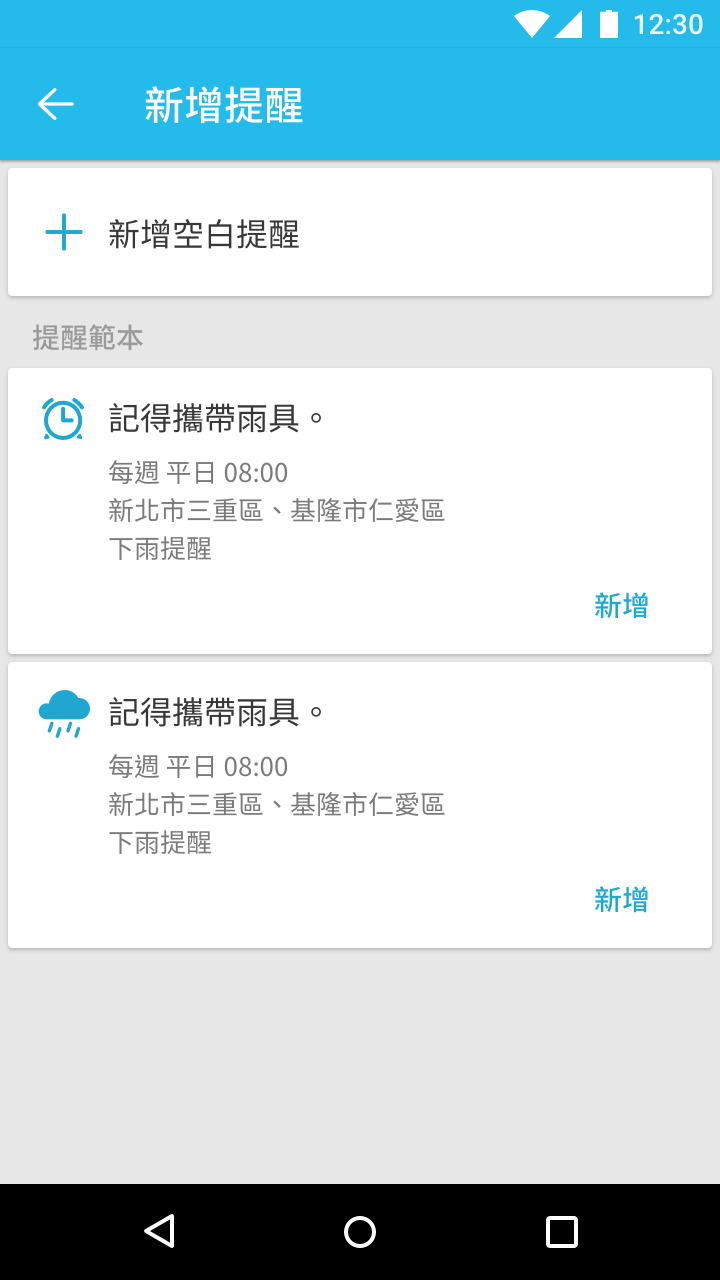 12:30
新增提醒
新增空白提醒
提醒範本
記得攜帶雨具。
每週 平日 08:00
新北市三重區、基隆市仁愛區
下雨提醒
新增
記得攜帶雨具。
每週 平日 08:00
新北市三重區、基隆市仁愛區
下雨提醒
新增